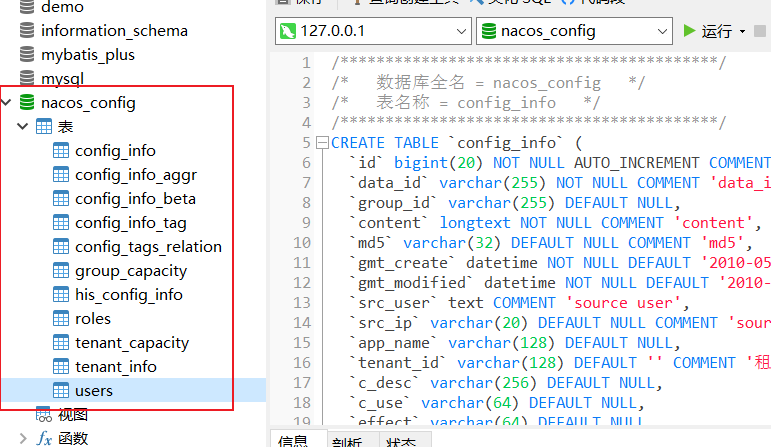 demo
information_schema
mybatis_plus
mysql
nacos_config
表
config_info
config_info_aggr
config_info_beta
config_info_tag
config_tags_relation
group_capacity
his_config_info
roles
tenant_capacity
tenant_info
users
视图
函数
127.0.0.1
nacos_config
运行
1 /******************************************/
2 /* 数据库全名 = nacos_config */
3 /* 表名称 = config_info */
4 /******************************************/
5 CREATE TABLE `config_info` (
6 `id` bigint(20) NOT NULL AUTO_INCREMENT COMMENT
7 `data_id` varchar(255) NOT NULL COMMENT 'data_i
8 `group_id` varchar(255) DEFAULT NULL,
9 `content` longtext NOT NULL COMMENT 'content',
10 `md5` varchar(32) DEFAULT NULL COMMENT 'md5',
11 `gmt_create` datetime NOT NULL DEFAULT '2010-05
12 `gmt_modified` datetime NOT NULL DEFAULT '2010-
13 `src_user` text COMMENT 'source user',
14 `src_ip` varchar(20) DEFAULT NULL COMMENT 'sour
15 `app_name` varchar(128) DEFAULT NULL,
16 `tenant_id` varchar(128) DEFAULT '' COMMENT '租
17 `c_desc` varchar(256) DEFAULT NULL,
18 `c_use` varchar(64) DEFAULT NULL,
19 `effect` varchar(64) DEFAULT NULL
信息
剖析
状态